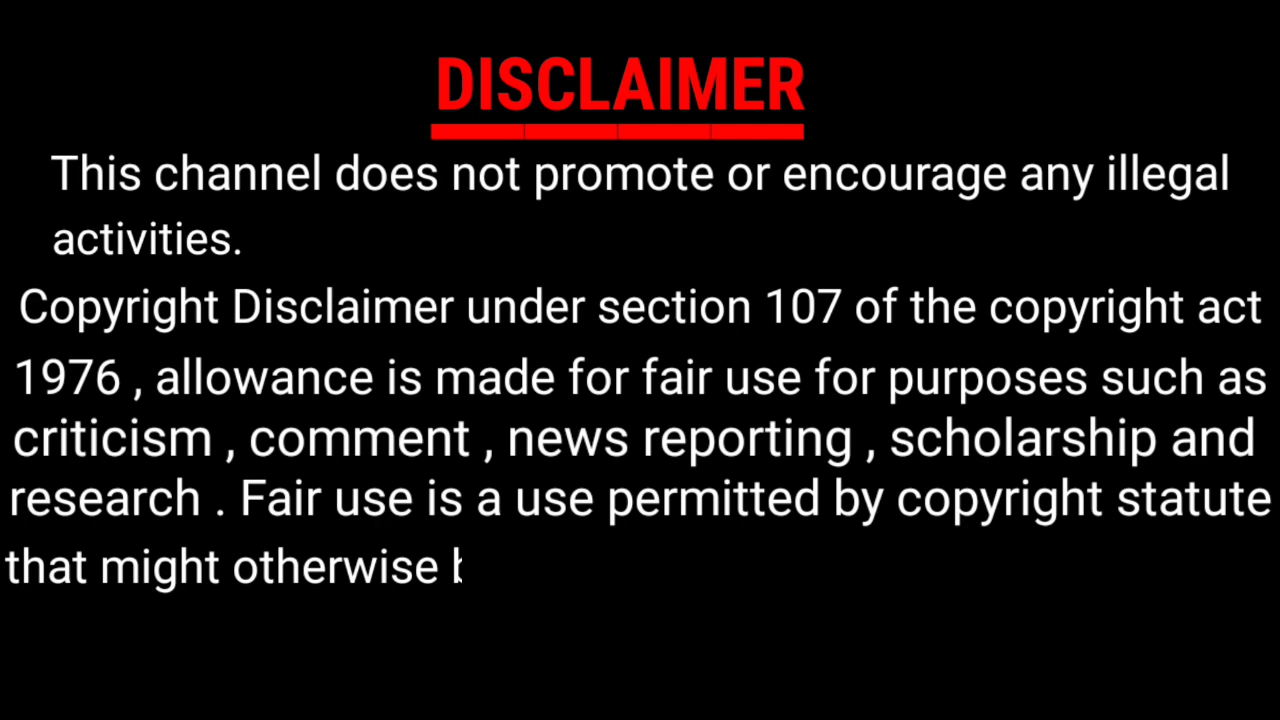 DISCLAIMER
This channel does not promote or encourage any illegal
activities.
Copyright Disclaimer under section 107 of the copyright act
1976 , allowance is made for fair use for purposes such as
criticism , comment , news reporting , scholarship and
research . Fair use is a use permitted by copyright statute
that might otherwise